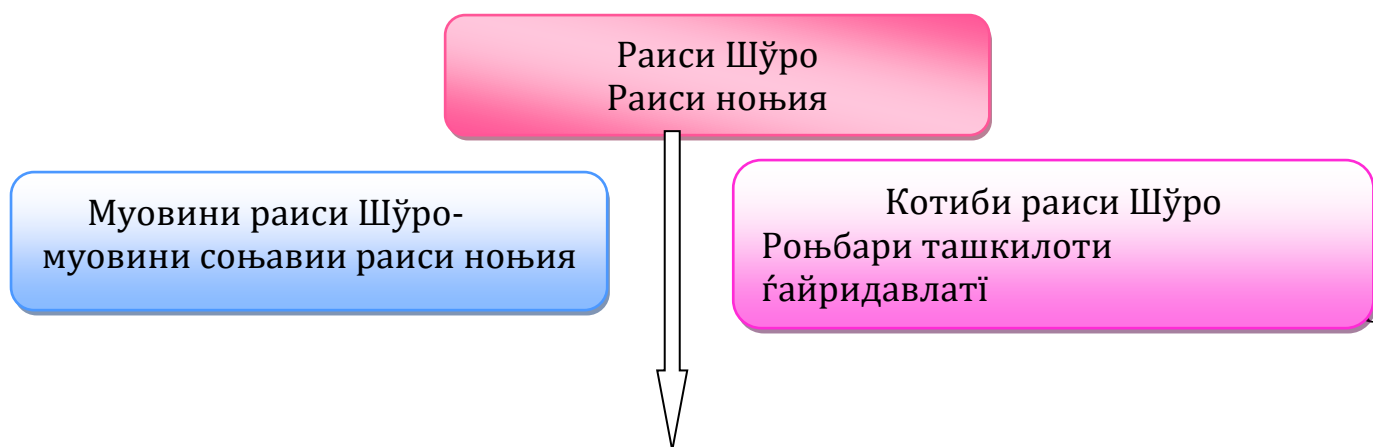 Раиси Шўро
Раиси ноњия
Муовини раиси Шўро-
муовини соњавии раиси ноњия
Котиби раиси Шўро
Роњбари ташкилоти
ѓайридавлатї